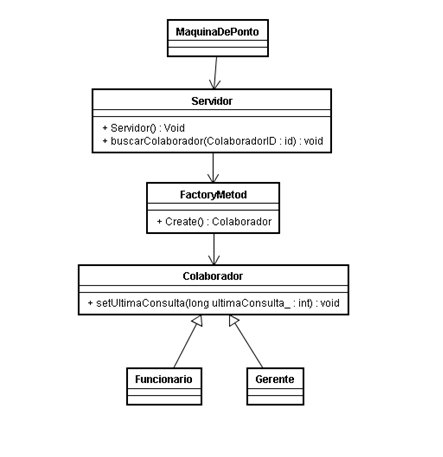 MaquinaDePonto
Servidor
+ Servidor() : Void
+ buscarColaborador(ColaboradorID : id) : void
FactoryMetod
+ Create() : Colaborador
Colaborador
+ setUltimaConsulta(long ultimaConsulta_ : int) : void
Funcionario
Gerente